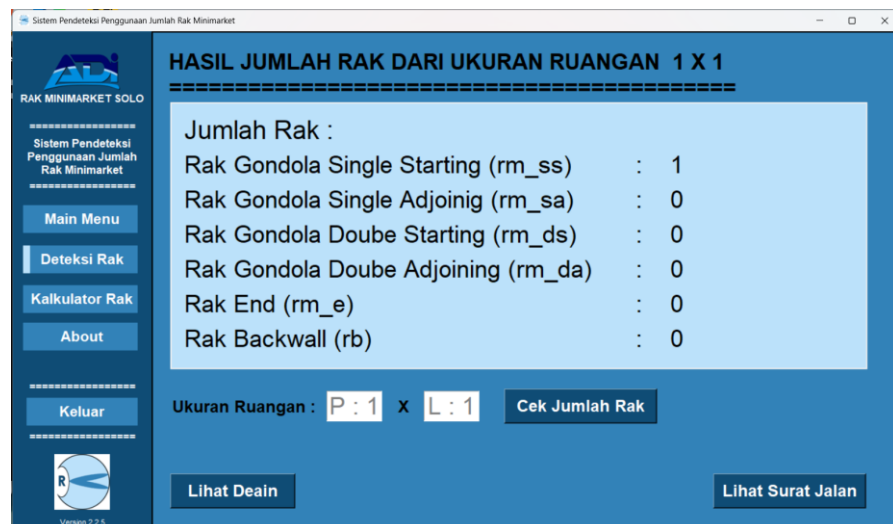 Sistem Pendeteksi Penggunaan Jumlah Rak Minimarket
ADi
RAK MINIMARKET SOLO
=================
Sistem Pendeteksi
Penggunaan Jumlah
Rak Minimarket
=================
Main Menu
Deteksi Rak
Kalkulator Rak
About
=================
Keluar
=================
R
Version 2.2.5
HASIL JUMLAH RAK DARI UKURAN RUANGAN 1 X 1
===========================================
Jumlah Rak :
Rak Gondola Single Starting (rm_ss) : 1
Rak Gondola Single Adjoinig (rm_sa) : 0
Rak Gondola Doube Starting (rm_ds) : 0
Rak Gondola Doube Adjoining (rm_da) : 0
Rak End (rm_e) : 0
Rak Backwall (rb) : 0
Ukuran Ruangan : P : 1 X L : 1 Cek Jumlah Rak
Lihat Deain Lihat Surat Jalan